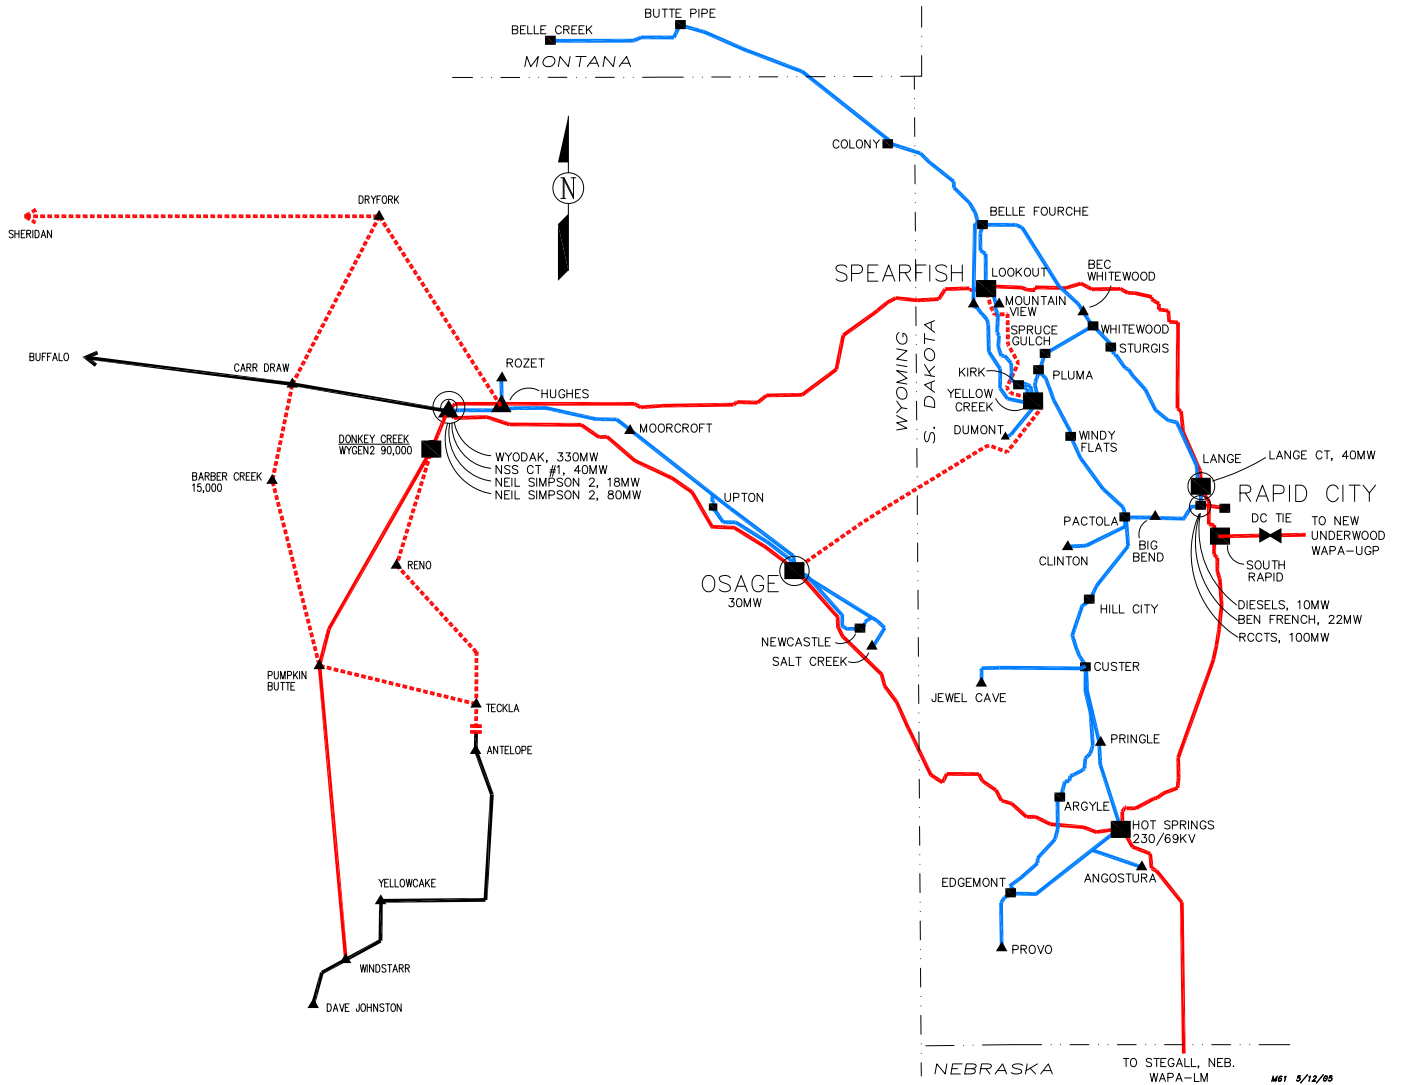 BUTTE PIPE
BELLE CREEK
MONTANA
COLONY
DRYFORK
SHERIDAN
N
BELLE FOURCHE
BEC
WHITEWOOD
SPEARFISH
LOOKOUT
MOUNTAIN
VIEW
SPRUCE
GULCH
WHITEWOOD
STURGIS
WYOMING
S. DAKOTA
BUFFALO
CARR DRAW
ROZET
HUGHES
KIRK
PLUMA
YELLOW
CREEK
DUMONT
MOORCROFT
WINDY
FLATS
DONKEY CREEK
WYGEN2 90,000
WYODAK, 330MW
NSS CT #1, 40MW
NEIL SIMPSON 2, 18MW
NEIL SIMPSON 2, 80MW
LANGE
LANGE CT, 40MW
BARBER CREEK
15,000
UPTON
RAPID CITY
PACTOLA
DC TIE
TO NEW
UNDERWOOD
WAPA-UGP
BIG
BEND
CLINTON
SOUTH
RAPID
RENO
OSAGE
30MW
HILL CITY
DIESELS, 10MW
BEN FRENCH, 22MW
RCCTS, 100MW
NEWCASTLE
SALT CREEK
PUMPKIN
BUTTE
CUSTER
JEWEL CAVE
TECKLA
PRINGLE
ANTELOPE
ARGYLE
HOT SPRINGS
230/69KV
YELLOWCAKE
EDGEMONT
ANGOSTURA
PROVO
WINDSTARR
DAVE JOHNSTON
NEBRASKA
TO STEGALL, NEB.
WAPA-LM
M61 5/12/05